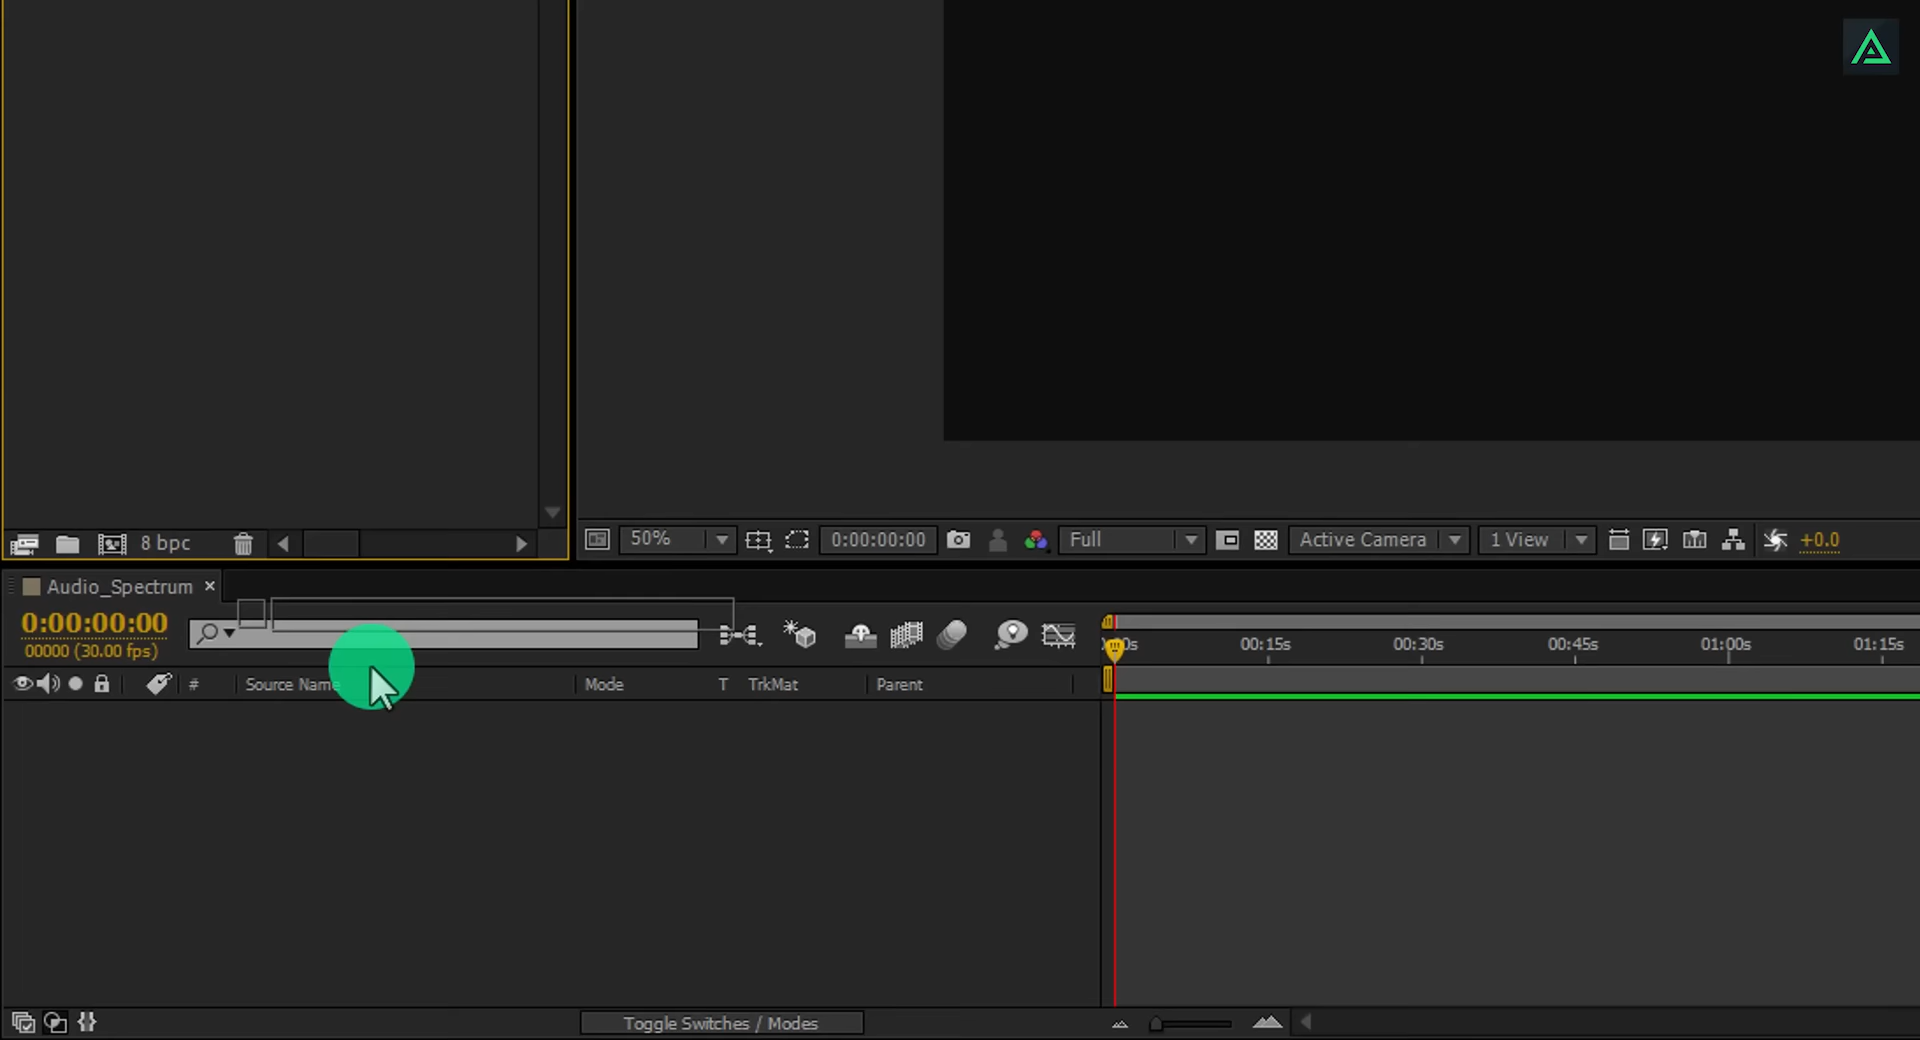 8 bpc
50%
0:00:00:00
Full
Active Camera
1 View
+0.0
Audio_Spectrum
0:00:00:00
00000 (30.00 fps)
# Source Name Mode T TrkMat Parent
00:15s 00:30s 00:45s 01:00s 01:15s
Toggle Switches / Modes